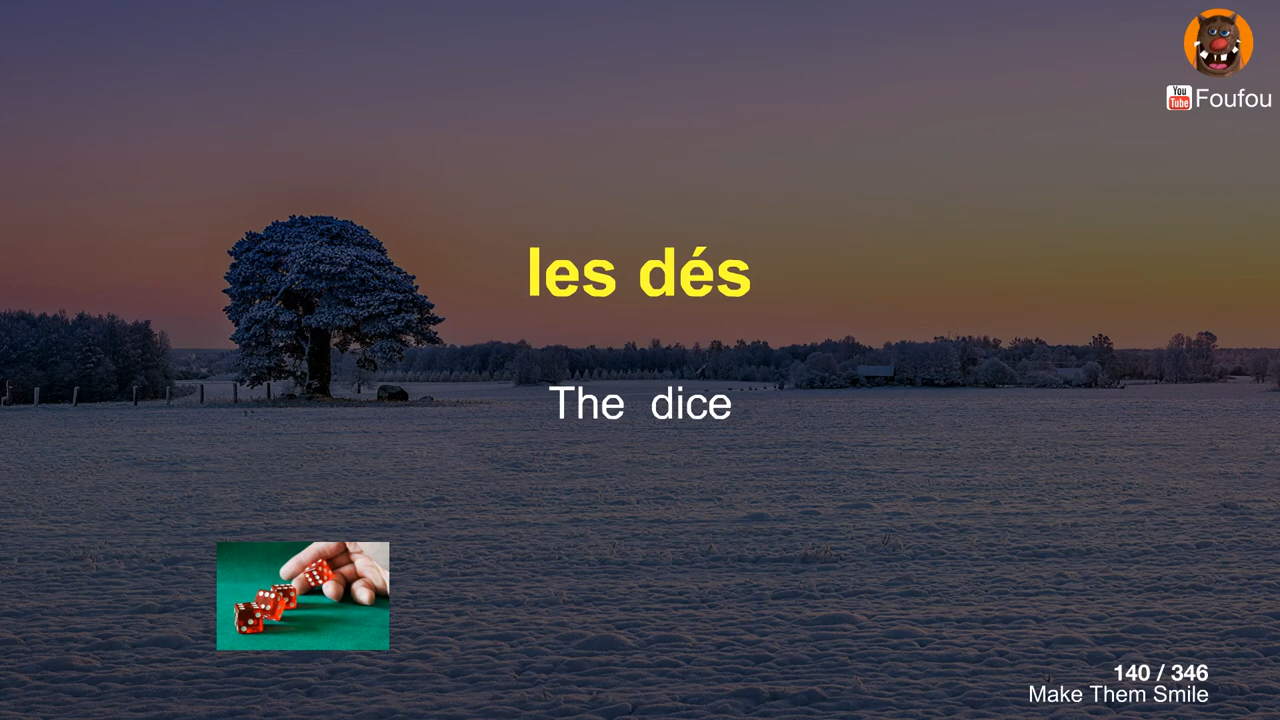 You
Tube Foufou
les dés
The dice
140 / 346
Make Them Smile